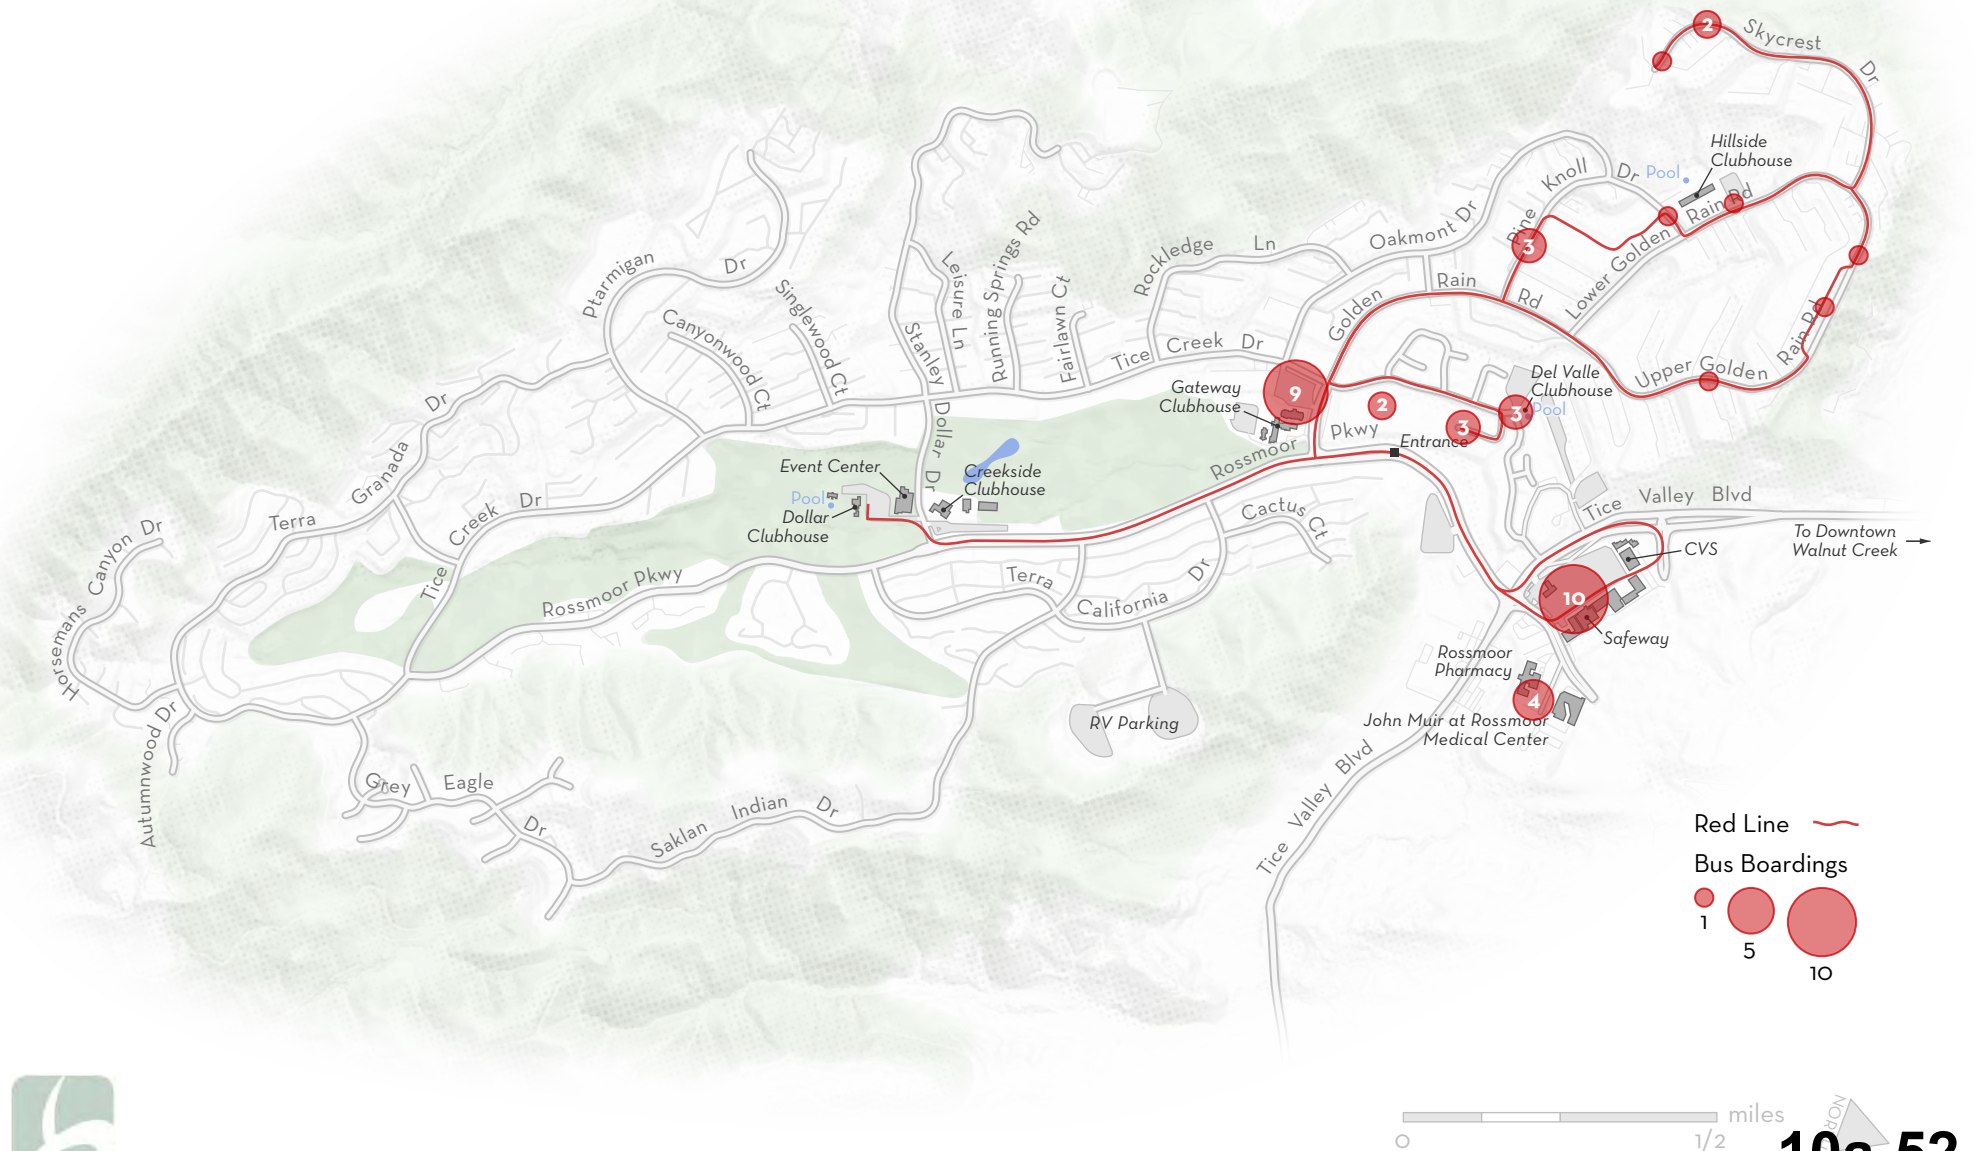 2
Skycrest
Dr
Hillside
Clubhouse
Pool
Knoll
Dr
Pine
3
Rain Rd
Lower Golden
Oakmont Dr
Rockledge
Ln
Rain
Rd
Golden
Rain Rd
Upper Golden
Del Valle
Clubhouse
Pool
3
3
2
9
Gateway
Clubhouse
Pkwy
Rossmoor
Entrance
Tice
Creek
Dr
Fairlawn Ct
Running Springs Rd
Leisure Ln
Stanley
Dollar
Dr
Singlewood Ct
Canyonwood Ct
Ptarmigan
Dr
Dr
Granada
Terra
Event Center
Creekside
Clubhouse
Pool
Dollar
Clubhouse
Creek
Dr
Tice
Canyon Dr
Horsemans
Autumnwood Dr
Rossmoor Pkwy
Cactus Ct
Terra
California
Dr
RV Parking
Tice
Valley
Blvd
To Downtown
Walnut Creek
CVS
10
Safeway
Rossmoor
Pharmacy
4
John Muir at Rossmoor
Medical Center
Tice
Valley
Blvd
Grey
Eagle
Dr
Saklan
Indian
Dr
Red Line
Bus Boardings
1
5
10
miles
0
1/2
10a-52